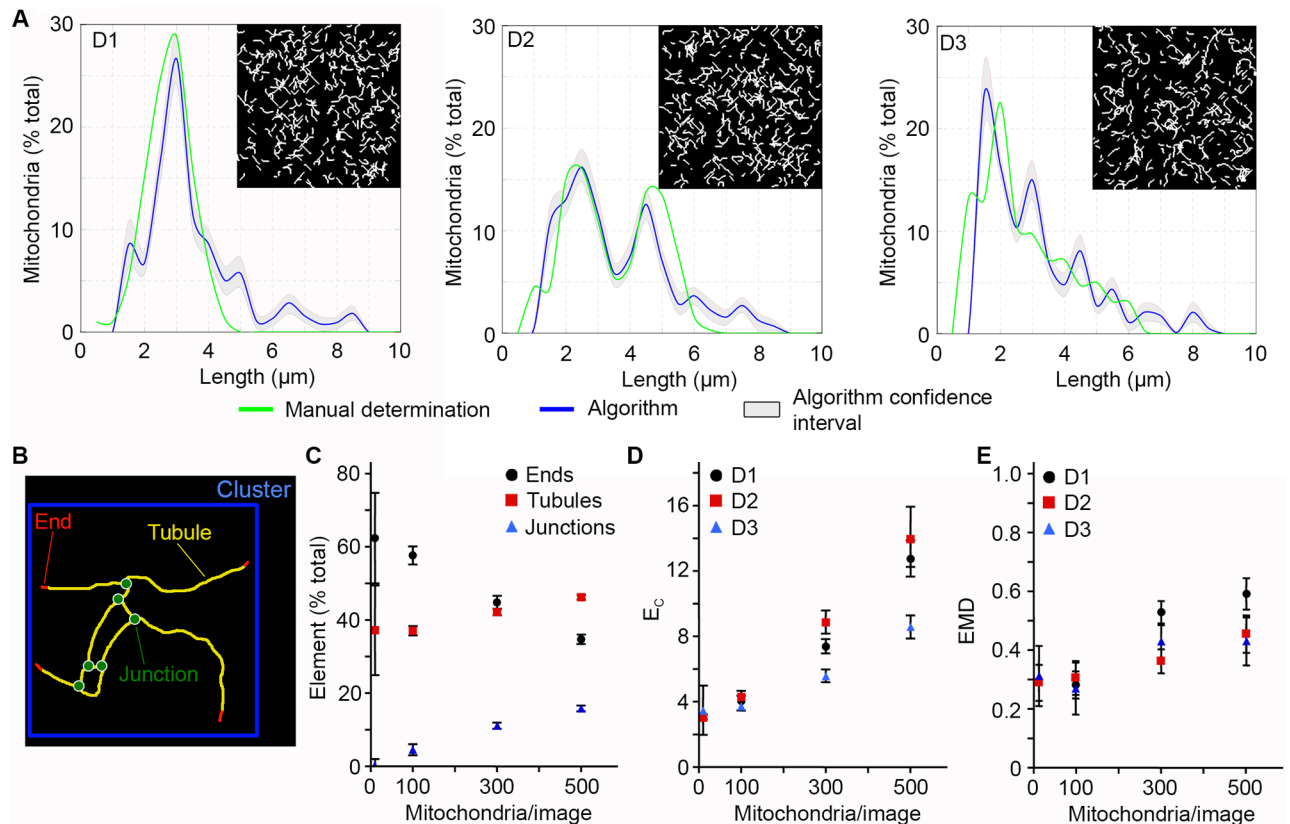 A
D1
30
20
10
0
Mitochondria (% total)
0 2 4 6 8 10
Length (µm)
D2
30
20
10
0
Mitochondria (% total)
0 2 4 6 8 10
Length (µm)
D3
30
20
10
0
Mitochondria (% total)
0 2 4 6 8 10
Length (µm)
Manual determination
Algorithm
Algorithm confidence
interval
B
Cluster
End
Tubule
Junction
C
Ends
Tubules
Junctions
80
60
40
20
0
Element (% total)
0 100 300 500
Mitochondria/image
D
D1
D2
D3
16
12
8
4
0
EC
0 100 300 500
Mitochondria/image
E
D1
D2
D3
1.0
0.8
0.6
0.4
0.2
0
EMD
0 100 300 500
Mitochondria/image